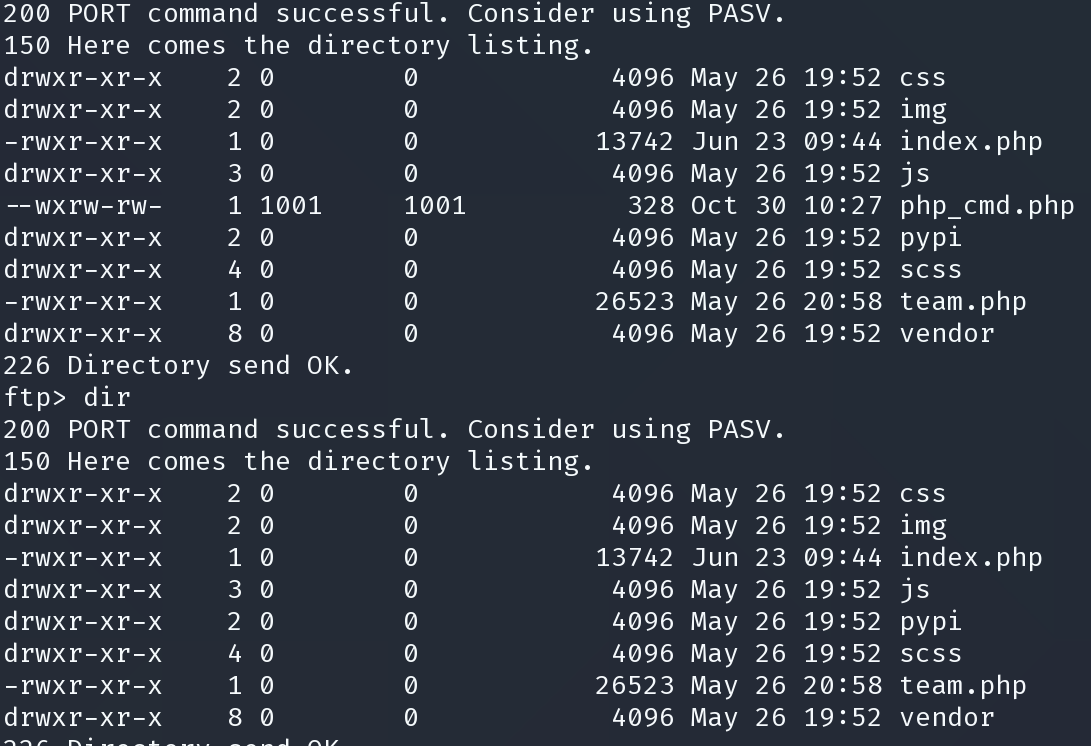 200 PORT command successful. Consider using PASV.
150 Here comes the directory listing.
drwxr-xr-x    2 0        0            4096 May 26 19:52 css
drwxr-xr-x    2 0        0            4096 May 26 19:52 img
-rwxr-xr-x    1 0        0           13742 Jun 23 09:44 index.php
drwxr-xr-x    3 0        0            4096 May 26 19:52 js
--wxrw-rw-    1 1001     1001          328 Oct 30 10:27 php_cmd.php
drwxr-xr-x    2 0        0            4096 May 26 19:52 pypi
drwxr-xr-x    4 0        0            4096 May 26 19:52 scss
-rwxr-xr-x    1 0        0           26523 May 26 20:58 team.php
drwxr-xr-x    8 0        0            4096 May 26 19:52 vendor
226 Directory send OK.
ftp> dir
200 PORT command successful. Consider using PASV.
150 Here comes the directory listing.
drwxr-xr-x    2 0        0            4096 May 26 19:52 css
drwxr-xr-x    2 0        0            4096 May 26 19:52 img
-rwxr-xr-x    1 0        0           13742 Jun 23 09:44 index.php
drwxr-xr-x    3 0        0            4096 May 26 19:52 js
drwxr-xr-x    2 0        0            4096 May 26 19:52 pypi
drwxr-xr-x    4 0        0            4096 May 26 19:52 scss
-rwxr-xr-x    1 0        0           26523 May 26 20:58 team.php
drwxr-xr-x    8 0        0            4096 May 26 19:52 vendor
226 Directory send OK